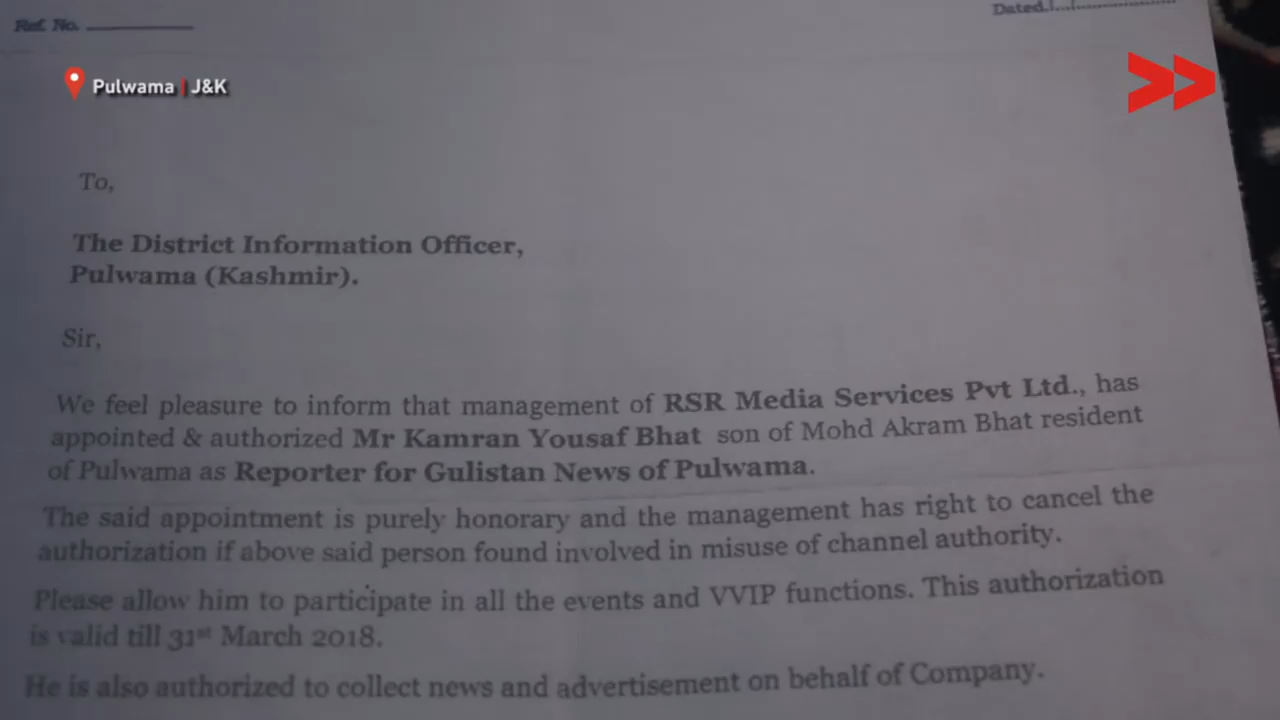 Ref. No.
Dated.
Pulwama | J&K
To,
The District Information Officer,
Pulwama (Kashmir).
Sir,
We feel pleasure to inform that management of RSR Media Services Pvt Ltd., has
appointed & authorized Mr Kamran Yousaf Bhat son of Mohd Akram Bhat resident
of Pulwama as Reporter for Gulistan News of Pulwama.
The said appointment is purely honorary and the management has right to cancel the
authorization if above said person found involved in misuse of channel authority.
Please allow him to participate in all the events and VVIP functions. This authorization
is valid till 31st March 2018.
He is also authorized to collect news and advertisement on behalf of Company.